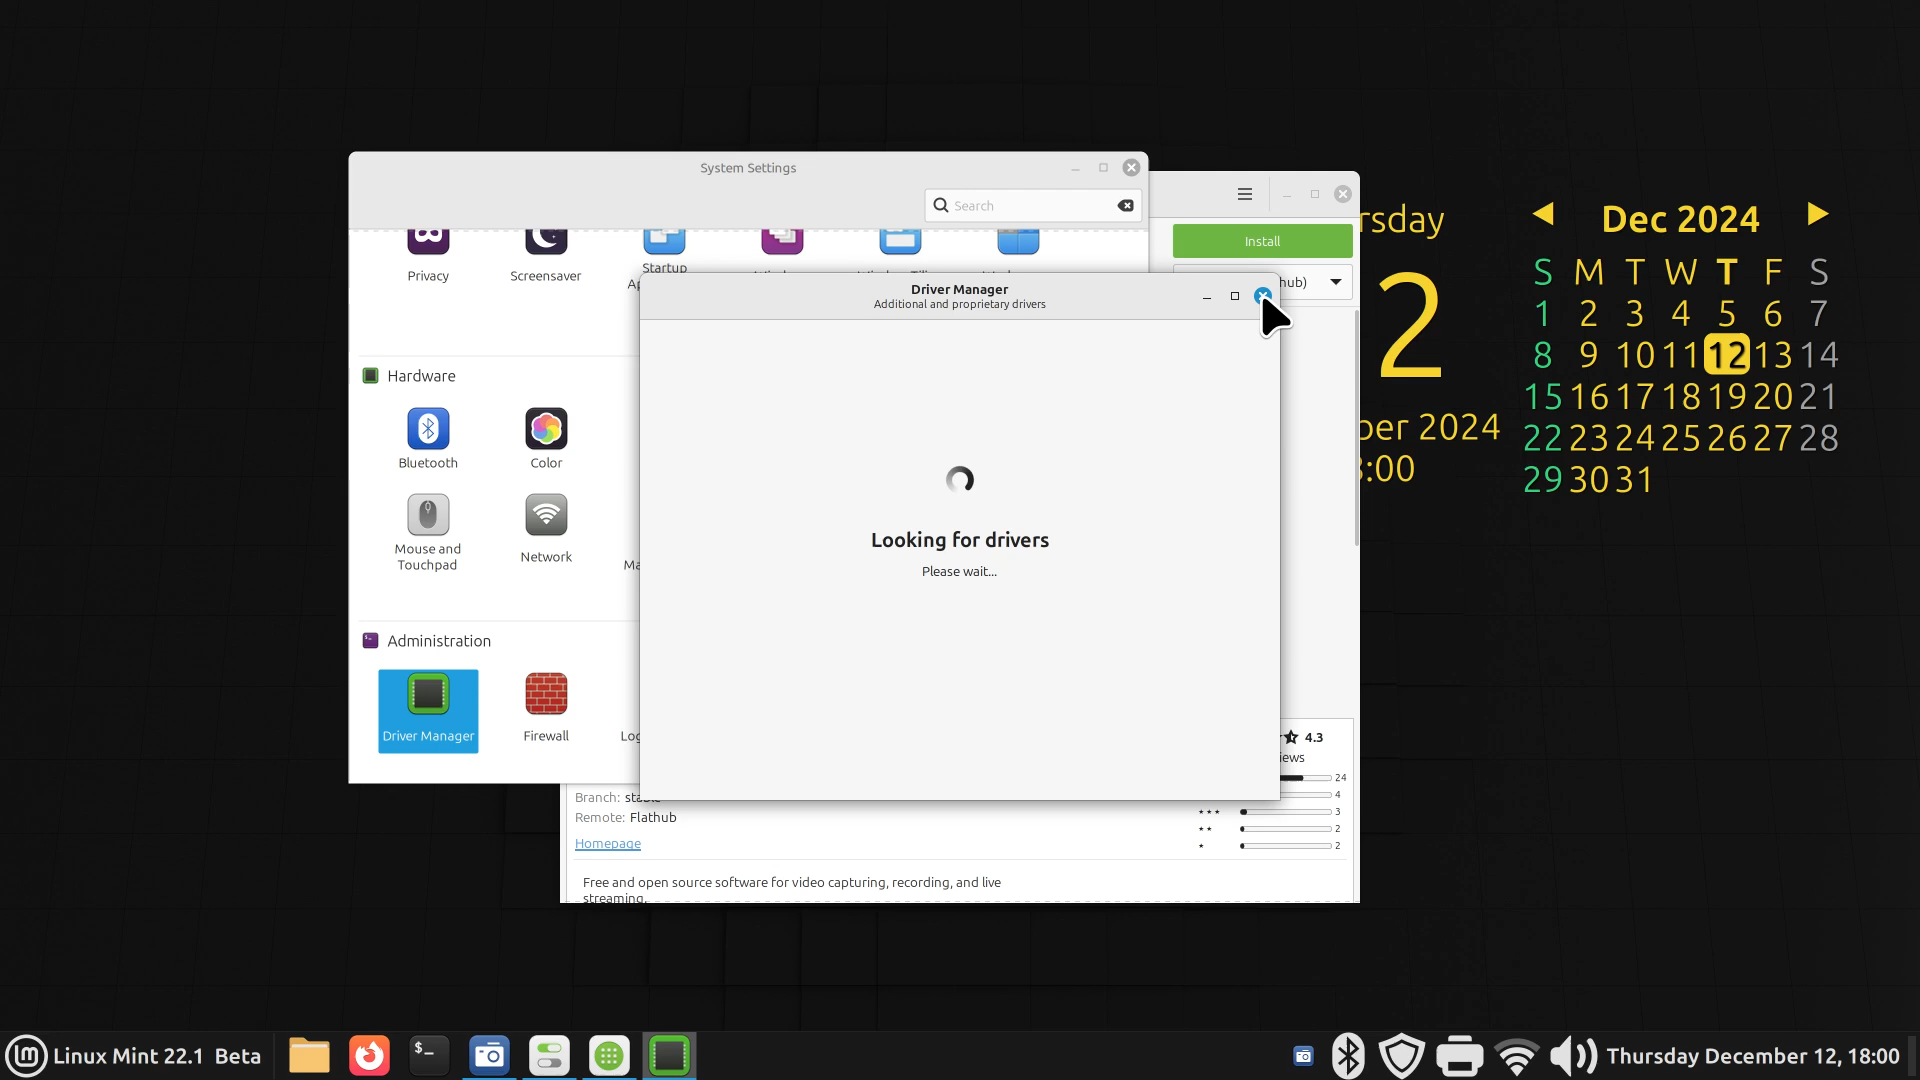 System Settings
Search
Privacy
Screensaver
Startup
Install
hub)
Driver Manager
Additional and proprietary drivers
Hardware
Bluetooth
Color
Mouse and
Touchpad
Network
Looking for drivers
Please wait...
Administration
Driver Manager
Firewall
4.3
24
4
3
2
2
Branch:
Remote: Flathub
Homepage
Free and open source software for video capturing, recording, and live
streaming.
rsday
2
ber 2024
:00
Dec 2024
S M T W T F S
1 2 3 4 5 6 7
8 9 10 11 12 13 14
15 16 17 18 19 20 21
22 23 24 25 26 27 28
29 30 31
Linux Mint 22.1 Beta
$_
Thursday December 12, 18:00